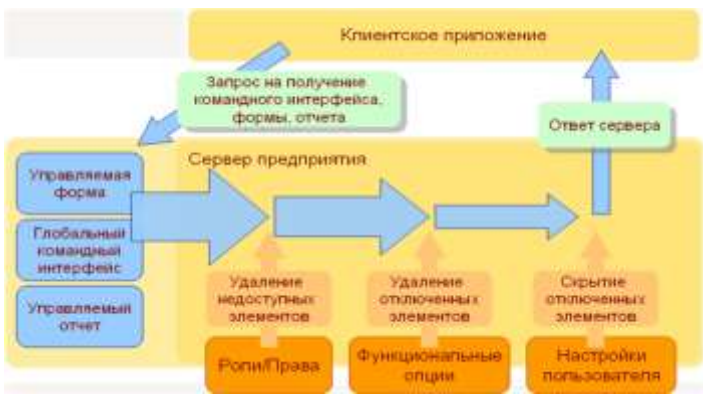 Клиентское приложение
Запрос на получение
командного интерфейса,
формы, отчета
Ответ сервера
Сервер предприятия
Управляемая
форма
Глобальный
командный
интерфейс
Управляемый
отчет
Удаление
недоступных
элементов
Удаление
отключенных
элементов
Скрытие
отключенных
элементов
Роли/Права
Функциональные
опции
Настройки
пользователя